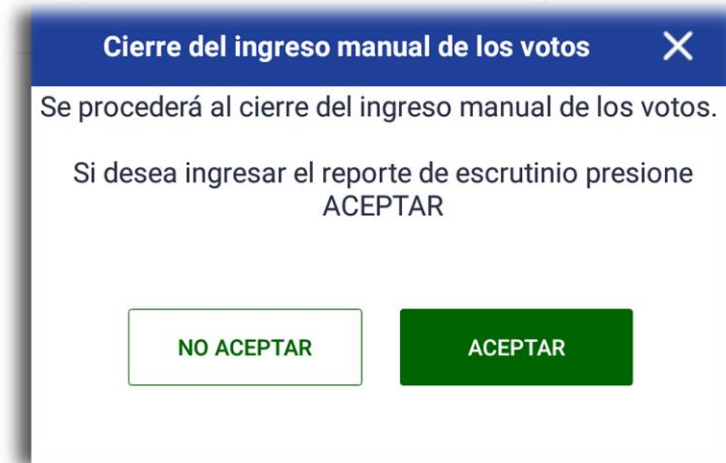 Cierre del ingreso manual de los votos
Se procederá al cierre del ingreso manual de los votos.
Si desea ingresar el reporte de escrutinio presione
ACEPTAR
NO ACEPTAR
ACEPTAR